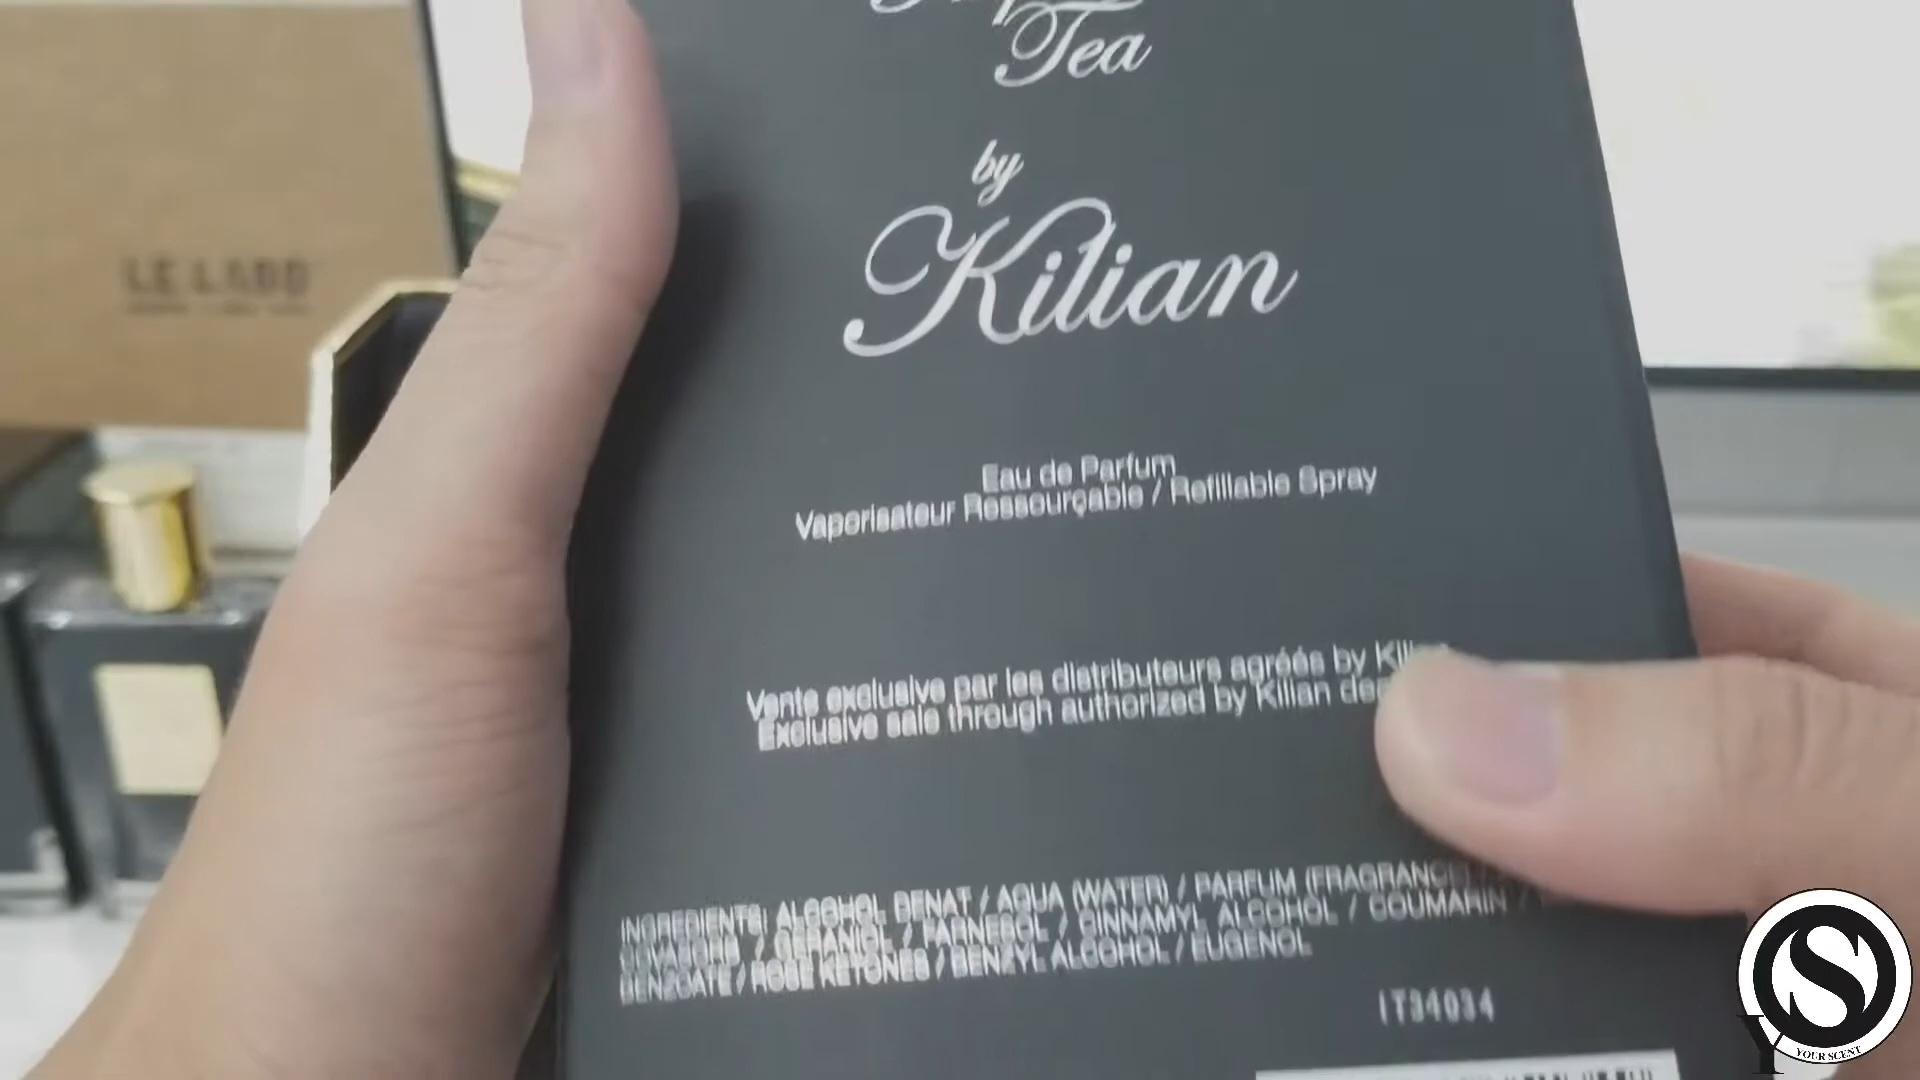 Tea
by
Kilian
LE LABO
Eau de Parfum
Vaporisateur Ressourçable / Refillable Spray
Vente exclusive par les distributeurs agréés by
Exclusive sale through authorized by Kilian
INGREDIENTS: ALCOHOL DENAT / AQUA (WATER) / PARFUM (FRAGRANCE)
/ GERANIOL / FARNESOL / CINNAMYL ALCOHOL / COUMARIN /
BENZOATE / ROSE KETONES / BENZYL ALCOHOL / EUGENOL
IT34034
S
Y
YOUR SCENT